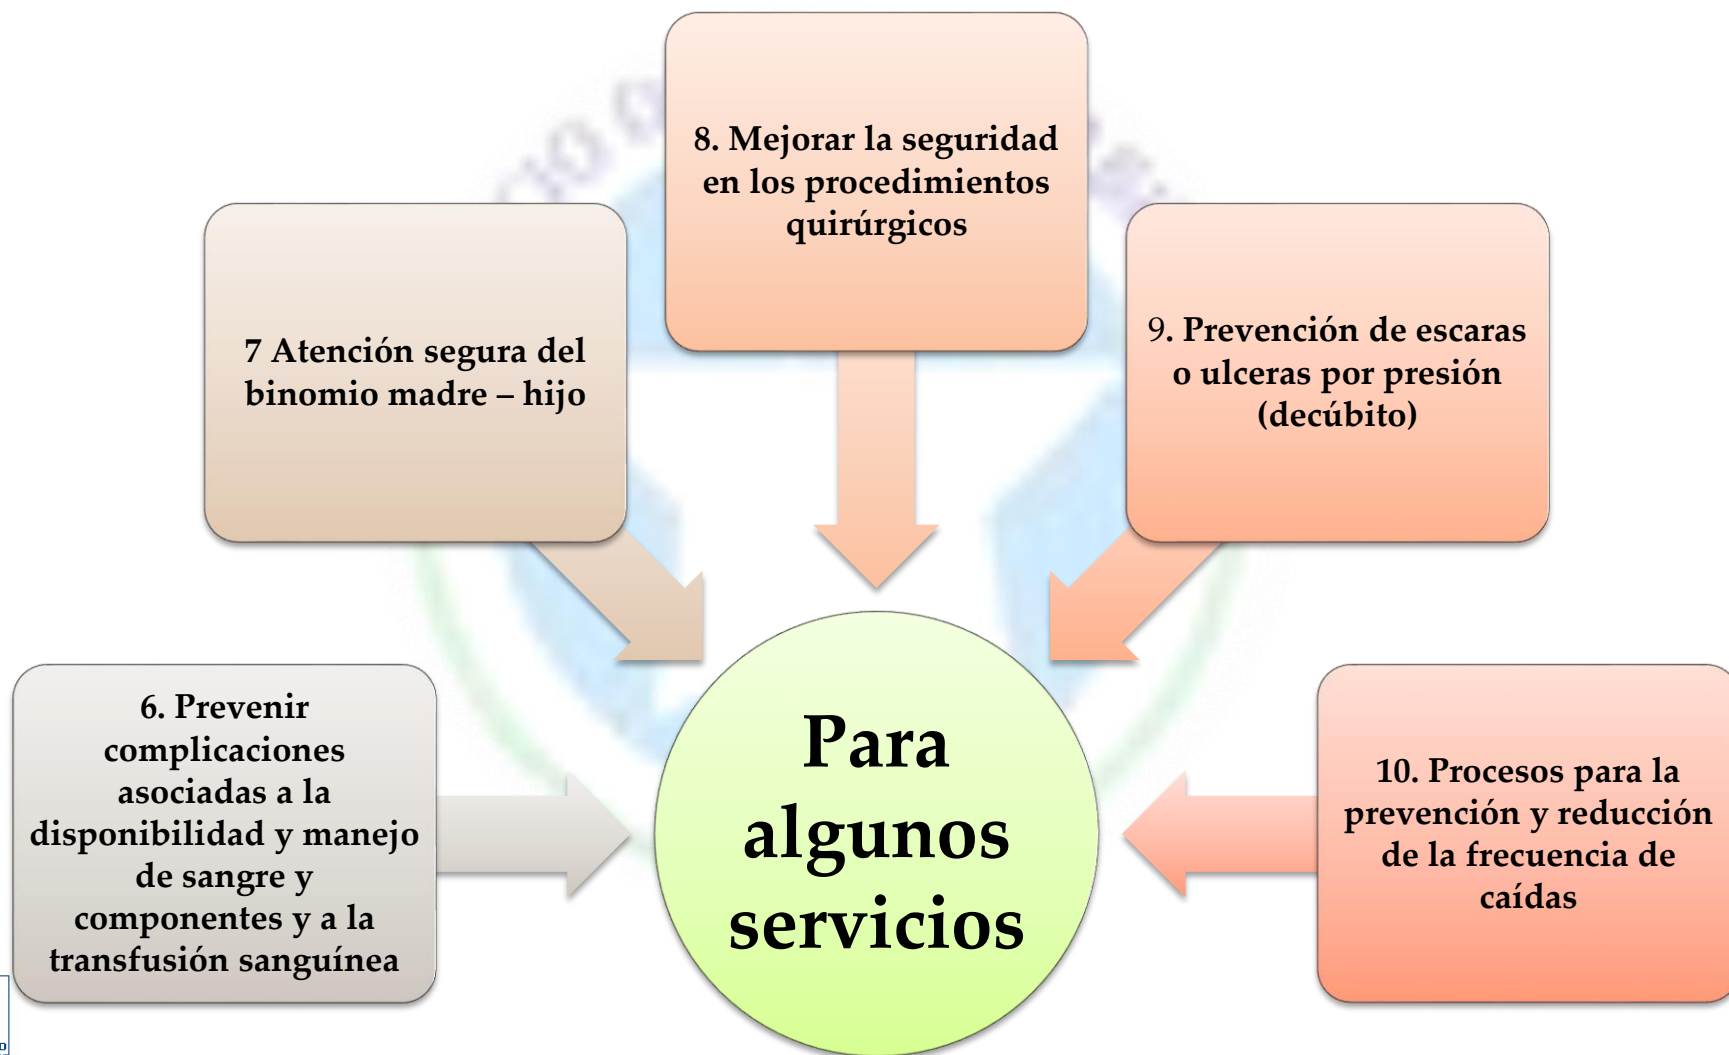 8. Mejorar la seguridad
en los procedimientos
quirúrgicos
7 Atención segura del
binomio madre – hijo
9. Prevención de escaras
o ulceras por presión
(decúbito)
6. Prevenir
complicaciones
asociadas a la
disponibilidad y manejo
de sangre y
componentes y a la
transfusión sanguínea
Para
algunos
servicios
10. Procesos para la
prevención y reducción
de la frecuencia de
caídas